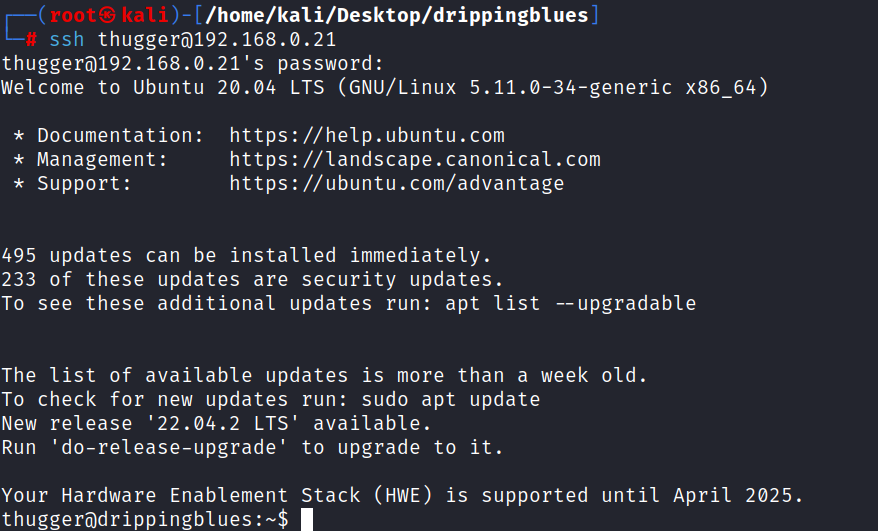 ┌──(root㉿kali)-[/home/kali/Desktop/drippingblues]
└─# ssh thugger@192.168.0.21
thugger@192.168.0.21's password:
Welcome to Ubuntu 20.04 LTS (GNU/Linux 5.11.0-34-generic x86_64)
* Documentation:  https://help.ubuntu.com
* Management:     https://landscape.canonical.com
* Support:        https://ubuntu.com/advantage
495 updates can be installed immediately.
233 of these updates are security updates.
To see these additional updates run: apt list --upgradable
The list of available updates is more than a week old.
To check for new updates run: sudo apt update
New release '22.04.2 LTS' available.
Run 'do-release-upgrade' to upgrade to it.
Your Hardware Enablement Stack (HWE) is supported until April 2025.
thugger@drippingblues:~$